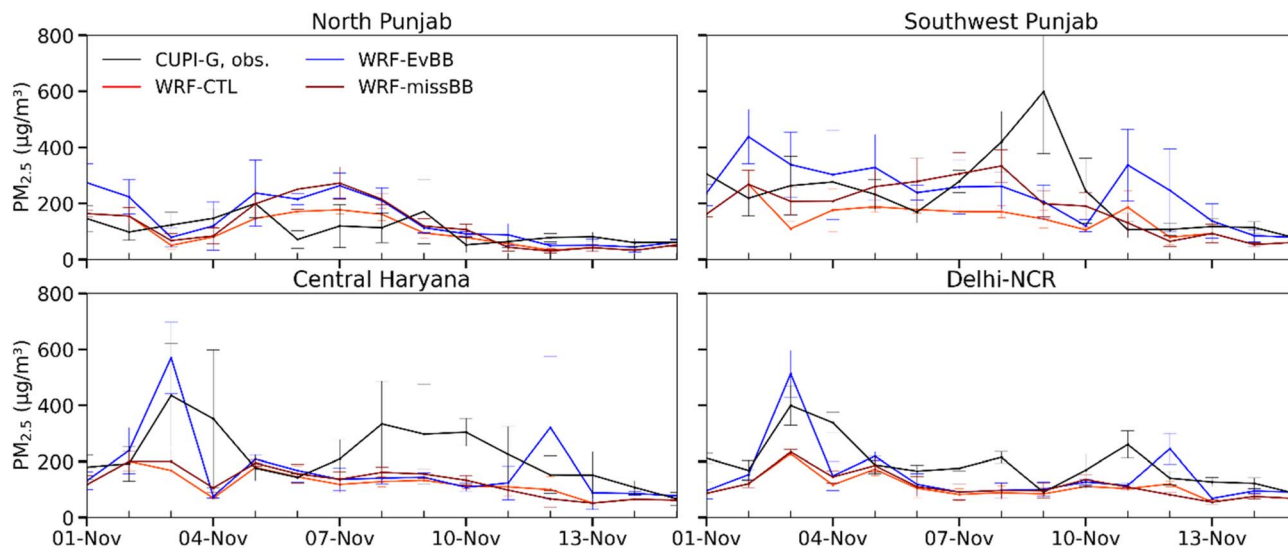 North Punjab
Southwest Punjab
PM2.5 (µg/m³)
800
600
400
200
0
CUPI-G, obs.
WRF-CTL
WRF-EvBB
WRF-missBB
Central Haryana
Delhi-NCR
PM2.5 (µg/m³)
800
600
400
200
0
01-Nov 04-Nov 07-Nov 10-Nov 13-Nov 01-Nov 04-Nov 07-Nov 10-Nov 13-Nov